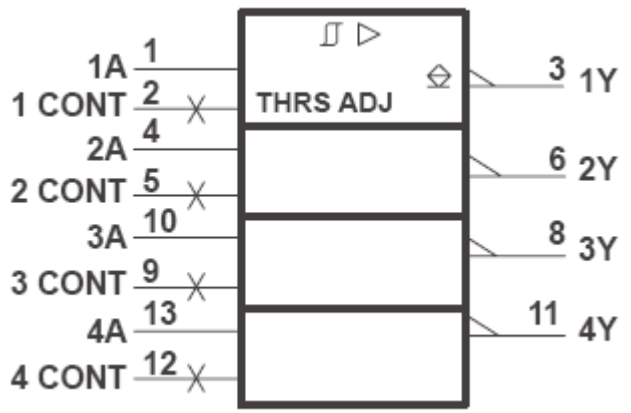 1A 1
3 1Y
1 CONT 2
THRS ADJ
2A 4
6 2Y
2 CONT 5
3A 10
8 3Y
3 CONT 9
4A 13
11 4Y
4 CONT 12